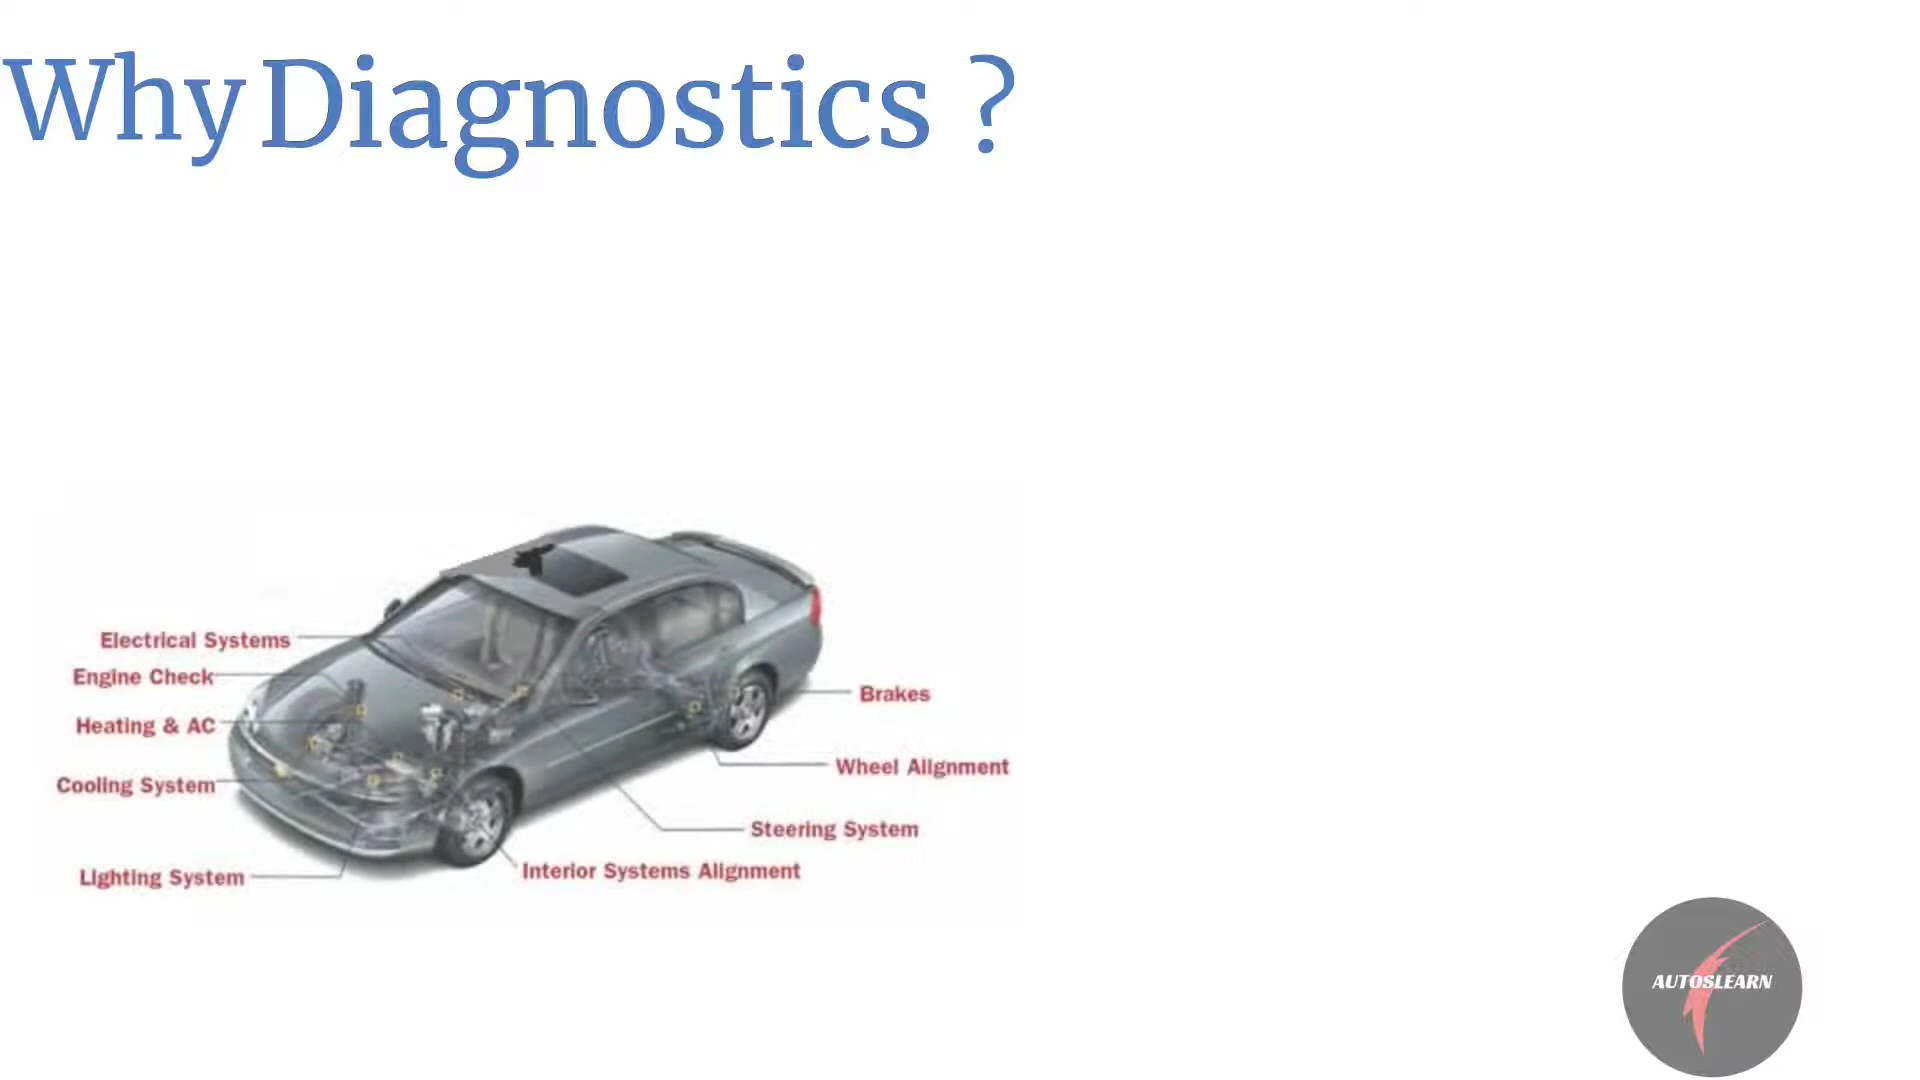 Why Diagnostics ?
Electrical Systems
Engine Check
Heating & AC
Cooling System
Lighting System
Brakes
Wheel Alignment
Steering System
Interior Systems Alignment
AUTOSLEARN